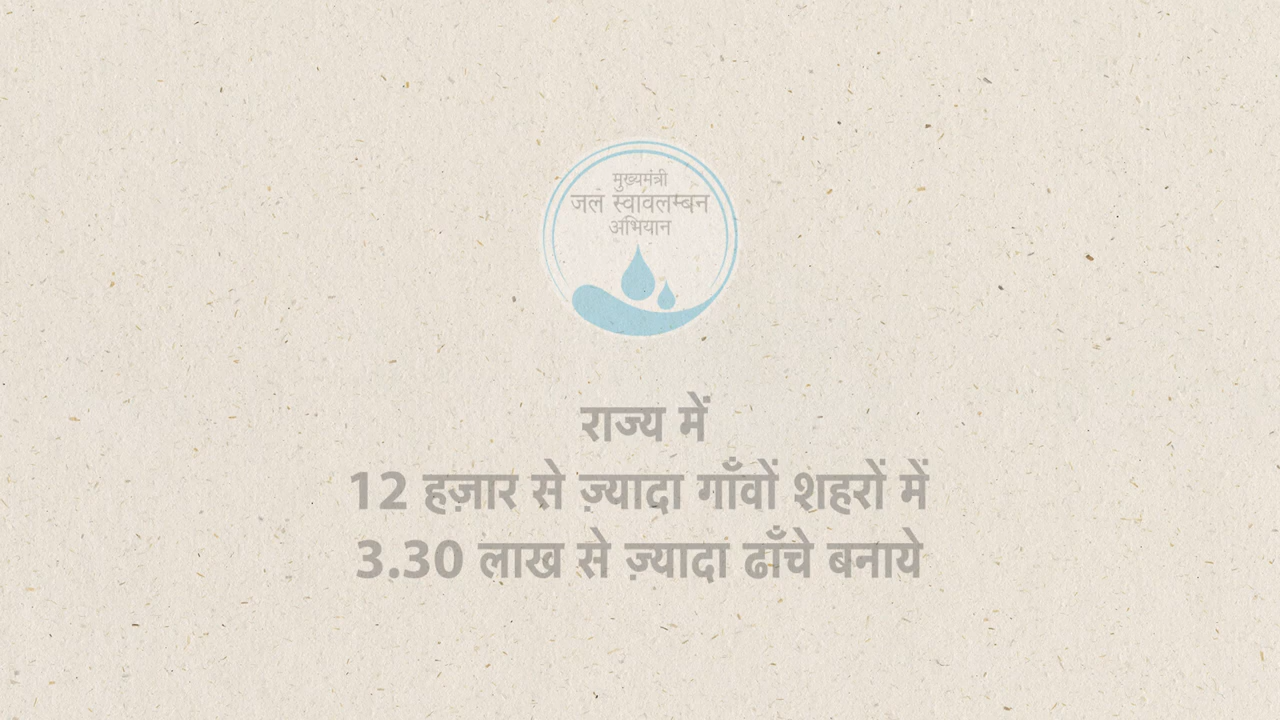 मुख्यमंत्री
जल स्वावलम्बन
अभियान
राज्य में
12 हज़ार से ज़्यादा गाँवों शहरों में
3.30 लाख से ज़्यादा ढाँचे बनाये